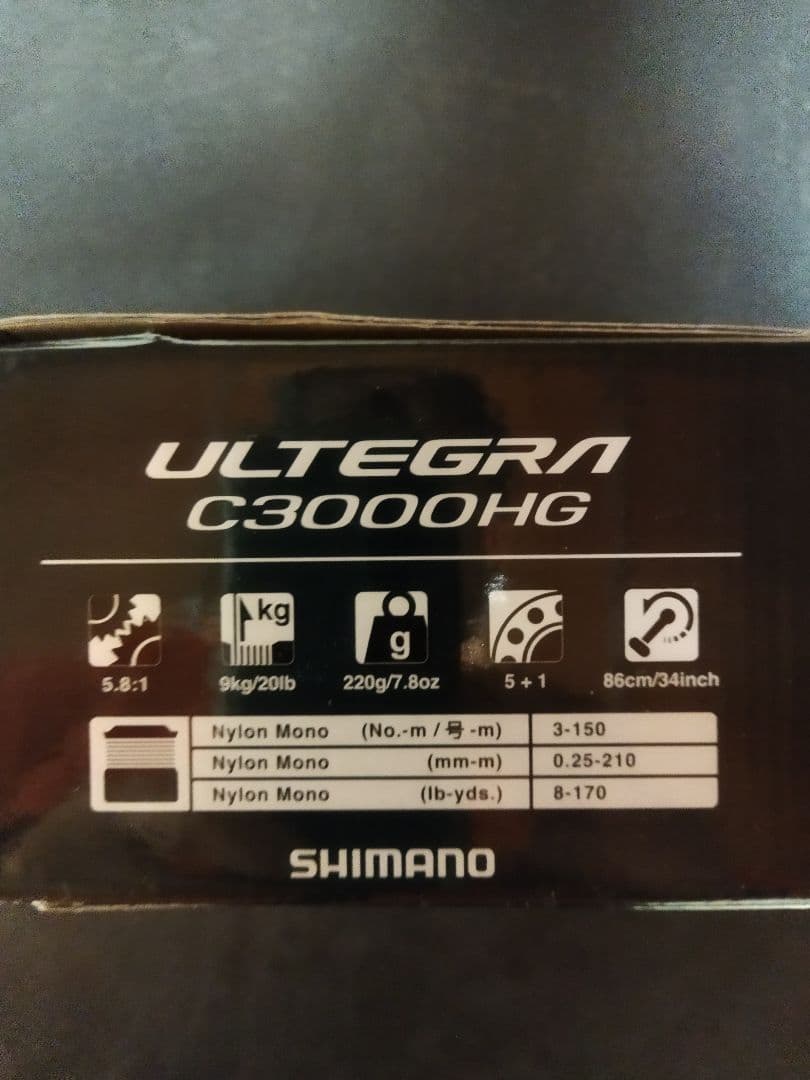 ULTEGRA
C3000HG
kg
g
5.8:1 9kg/20lb 220g/7.8oz 5 + 1 86cm/34inch
Nylon Mono (No.-m / 号 -m) 3-150
Nylon Mono (mm-m) 0.25-210
Nylon Mono (lb-yds.) 8-170
SHIMANO